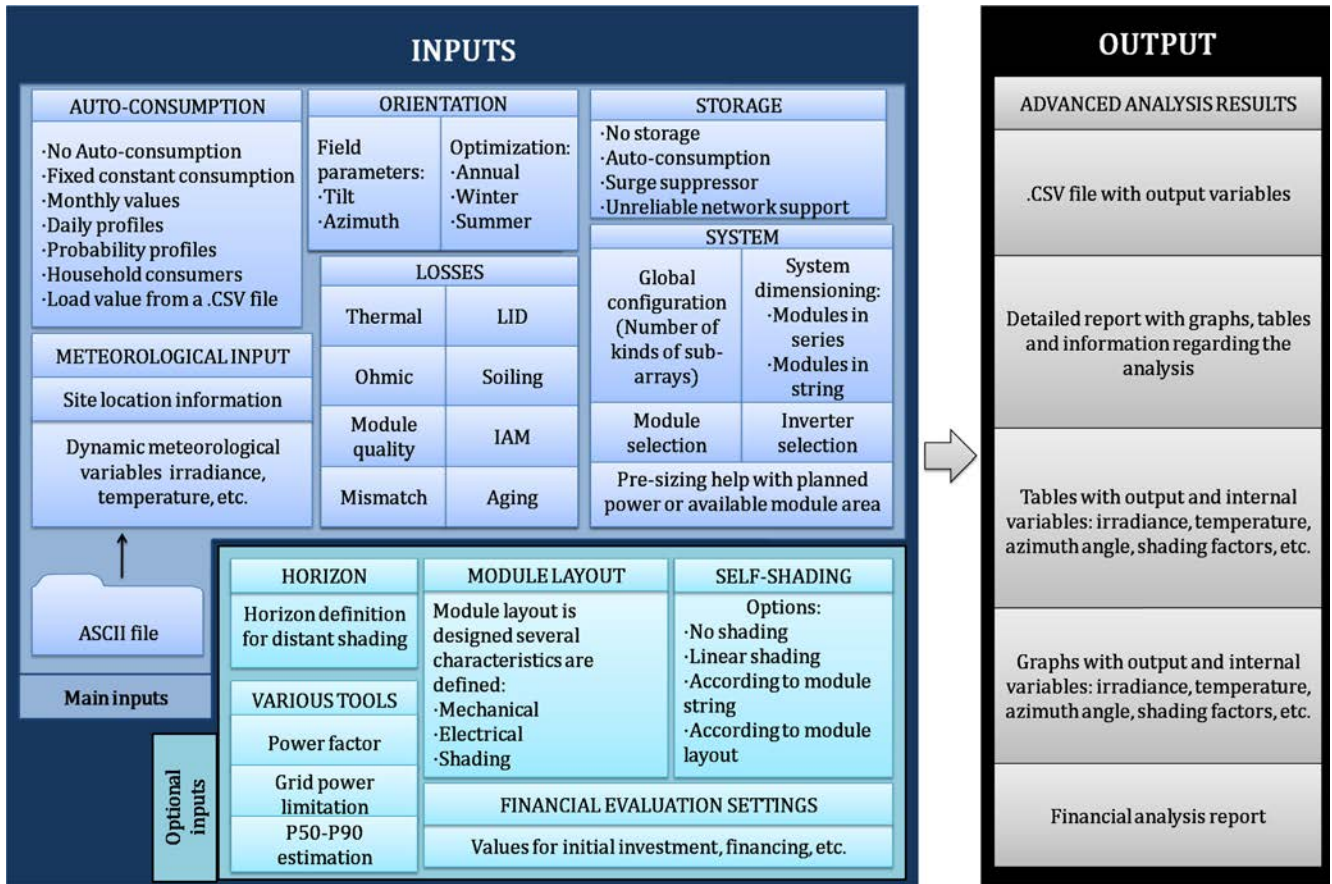 INPUTS
AUTO-CONSUMPTION
·No Auto-consumption
·Fixed constant consumption
·Monthly values
·Daily profiles
·Probability profiles
·Household consumers
·Load value from a .CSV file
ORIENTATION
Field
parameters:
·Tilt
·Azimuth
Optimization:
·Annual
·Winter
·Summer
STORAGE
·No storage
·Auto-consumption
·Surge suppressor
·Unreliable network support
METEOROLOGICAL INPUT
Site location information
Dynamic meteorological
variables irradiance,
temperature, etc.
ASCII file
Main inputs
LOSSES
Thermal
LID
Ohmic
Soiling
Module
quality
IAM
Mismatch
Aging
SYSTEM
Global
configuration
(Number of
kinds of sub-
arrays)
System
dimensioning:
·Modules in
series
·Modules in
string
Module
selection
Inverter
selection
Pre-sizing help with planned
power or available module area
Optional
inputs
HORIZON
Horizon definition
for distant shading
VARIOUS TOOLS
Power factor
Grid power
limitation
P50-P90
estimation
MODULE LAYOUT
Module layout is
designed several
characteristics are
defined:
·Mechanical
·Electrical
·Shading
SELF-SHADING
Options:
·No shading
·Linear shading
·According to module
string
·According to module
layout
FINANCIAL EVALUATION SETTINGS
Values for initial investment, financing, etc.
OUTPUT
ADVANCED ANALYSIS RESULTS
.CSV file with output variables
Detailed report with graphs, tables
and information regarding the
analysis
Tables with output and internal
variables: irradiance, temperature,
azimuth angle, shading factors, etc.
Graphs with output and internal
variables: irradiance, temperature,
azimuth angle, shading factors, etc.
Financial analysis report